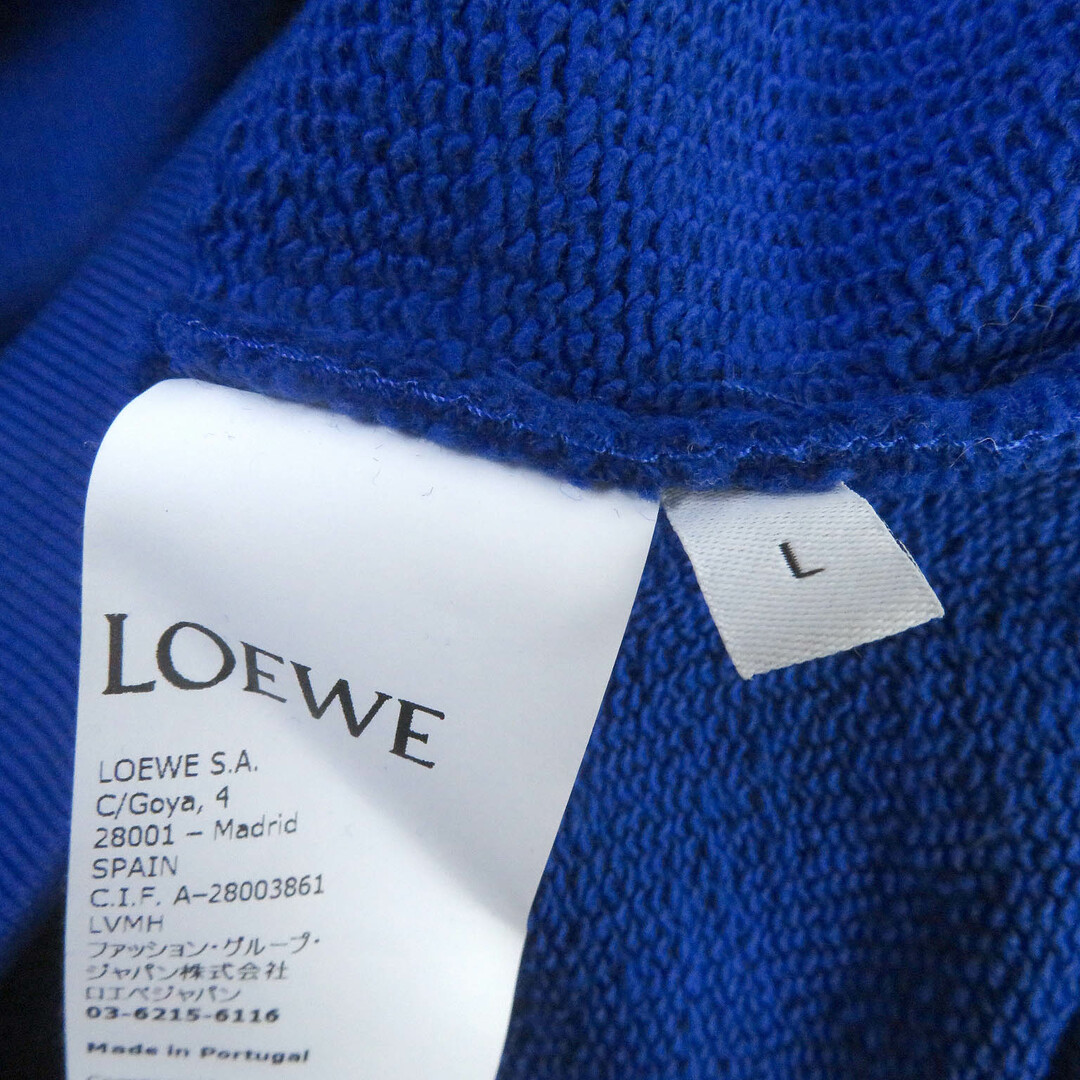 L
LOEWE
LOEWE S.A.
C/Goya, 4
28001 – Madrid
SPAIN
C.I.F. A-28003861
LVMH
ファッション・グループ・
ジャパン株式会社
ロエベジャパン
03-6215-6116
Made in Portugal